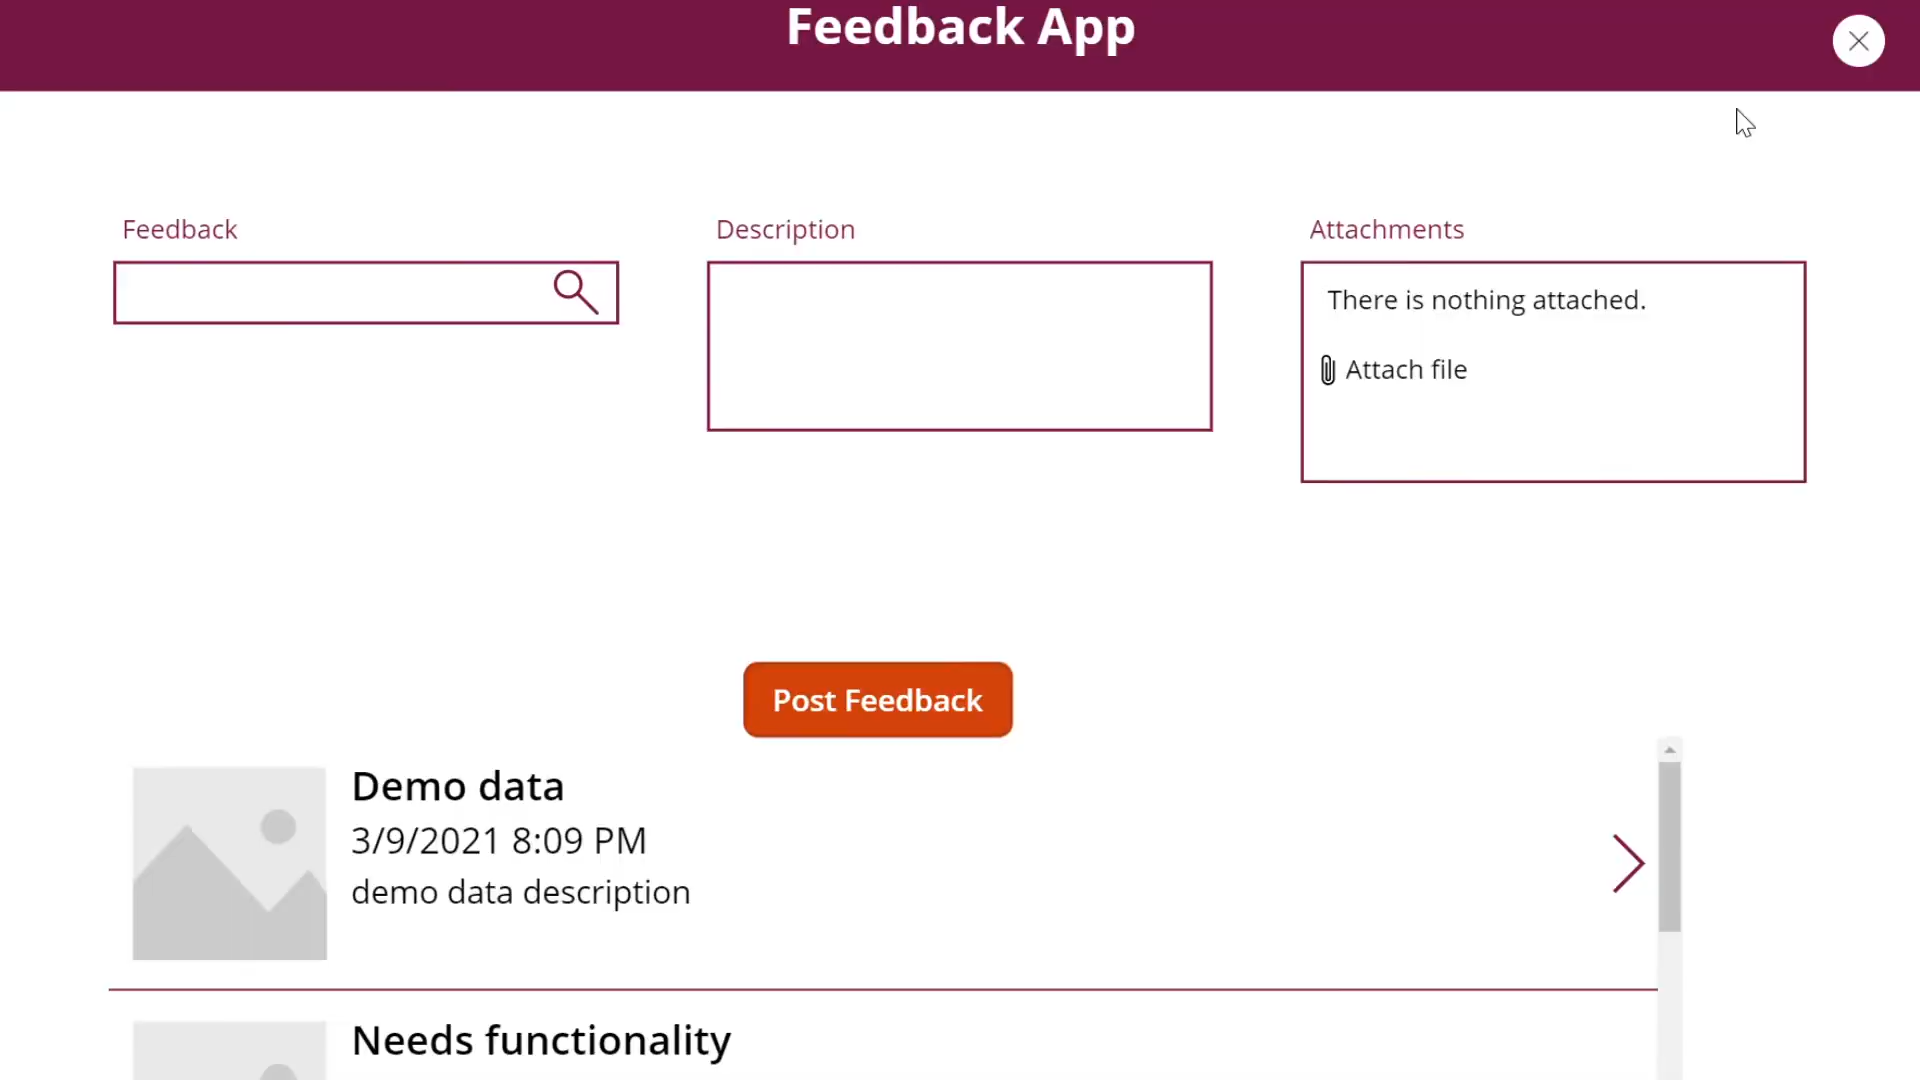 Feedback App
Feedback
Description
Attachments
There is nothing attached.
Attach file
Post Feedback
Demo data
3/9/2021 8:09 PM
demo data description
Needs functionality